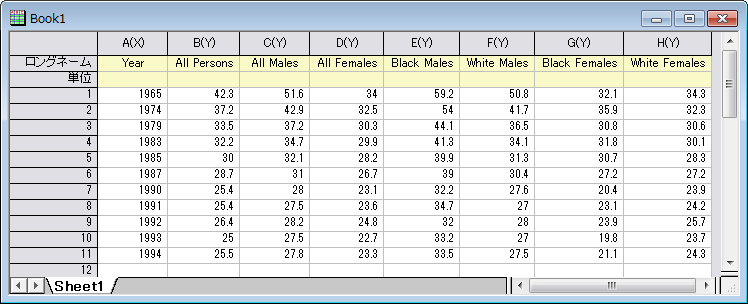 Book1
A(X) B(Y) C(Y) D(Y) E(Y) F(Y) G(Y) H(Y)
ロングネーム Year All Persons All Males All Females Black Males White Males Black Females White Females
単位
1 1965 42.3 51.6 34 59.2 50.8 32.1 34.3
2 1974 37.2 42.9 32.5 54 41.7 35.9 32.3
3 1979 33.5 37.2 30.3 44.1 36.5 30.8 30.6
4 1983 32.2 34.7 29.9 41.3 34.1 31.8 30.1
5 1985 30 32.1 28.2 39.9 31.3 30.7 28.3
6 1987 28.7 31 26.7 39 30.4 27.2 27.2
7 1990 25.4 28 23.1 32.2 27.6 20.4 23.9
8 1991 25.4 27.5 23.6 34.7 27 23.1 24.2
9 1992 26.4 28.2 24.8 32 28 23.9 25.7
10 1993 25 27.5 22.7 33.2 27 19.8 23.7
11 1994 25.5 27.8 23.3 33.5 27.5 21.1 24.3
12
Sheet1